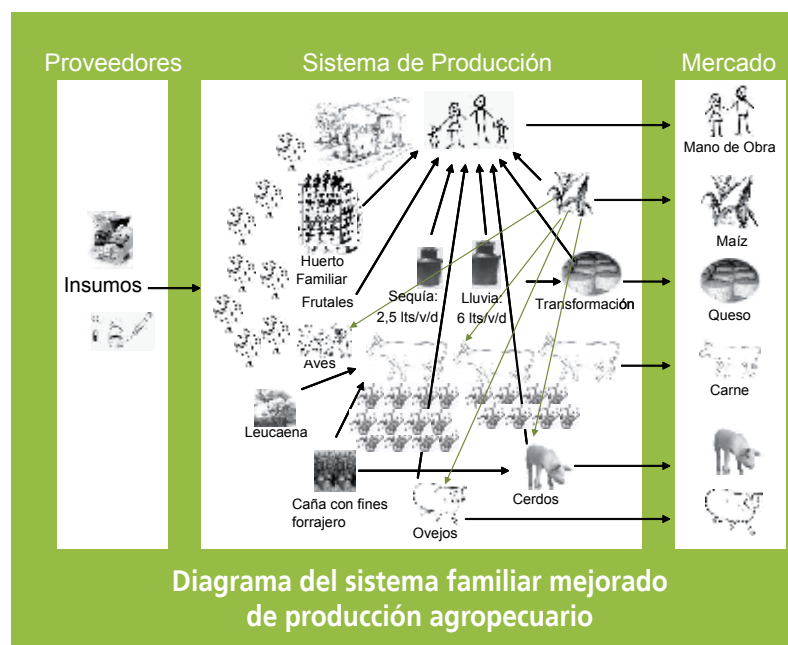 Proveedores
Sistema de Producción
Mercado
Insumos
Huerto
Familiar
Frutales
Sequía:
2,5 lts/v/d
Lluvia:
6 lts/v/d
Transformación
Aves
Leucaena
Caña con fines
forrajero
Ovejos
Cerdos
Mano de Obra
Maíz
Queso
Carne
Diagrama del sistema familiar mejorado
de producción agropecuario